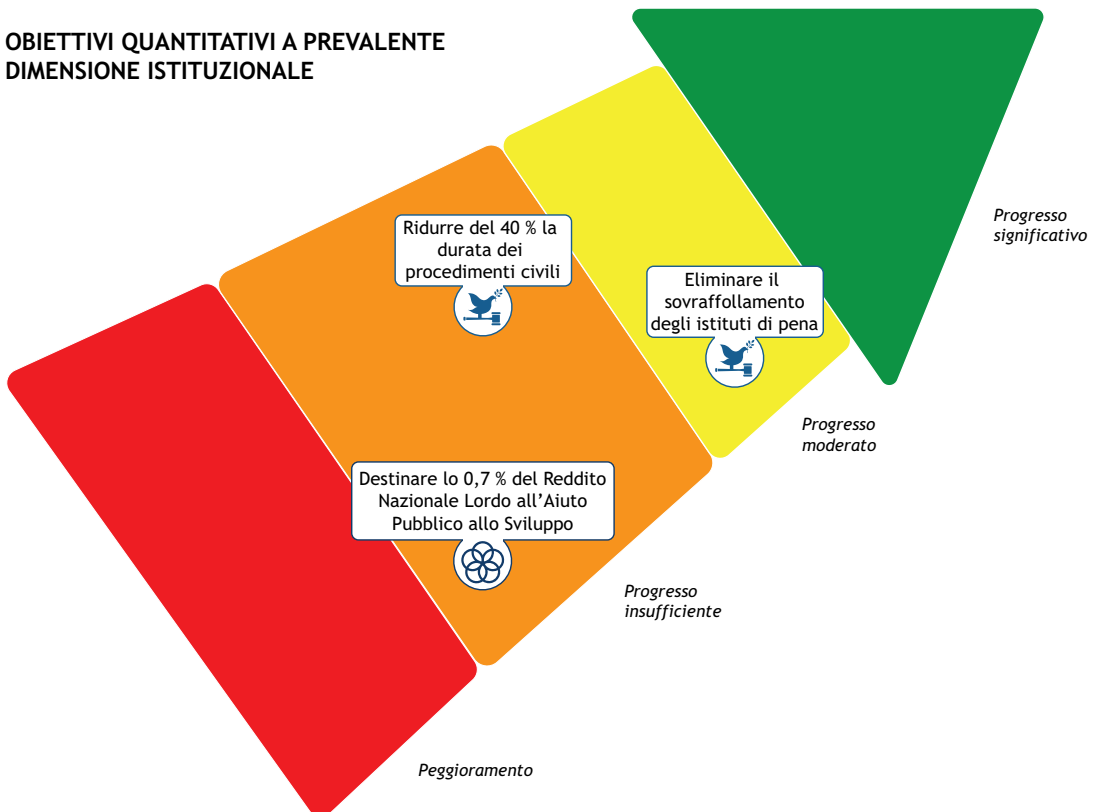 OBIETTIVI QUANTITATIVI A PREVALENTE
DIMENSIONE ISTITUZIONALE
Progresso
significativo
Ridurre del 40 % la
durata dei
procedimenti civili
Eliminare il
sovraffollamento
degli istituti di pena
Progresso
moderato
Destinare lo 0,7 % del Reddito
Nazionale Lordo all’Aiuto
Pubblico allo Sviluppo
Progresso
insufficiente
Peggioramento